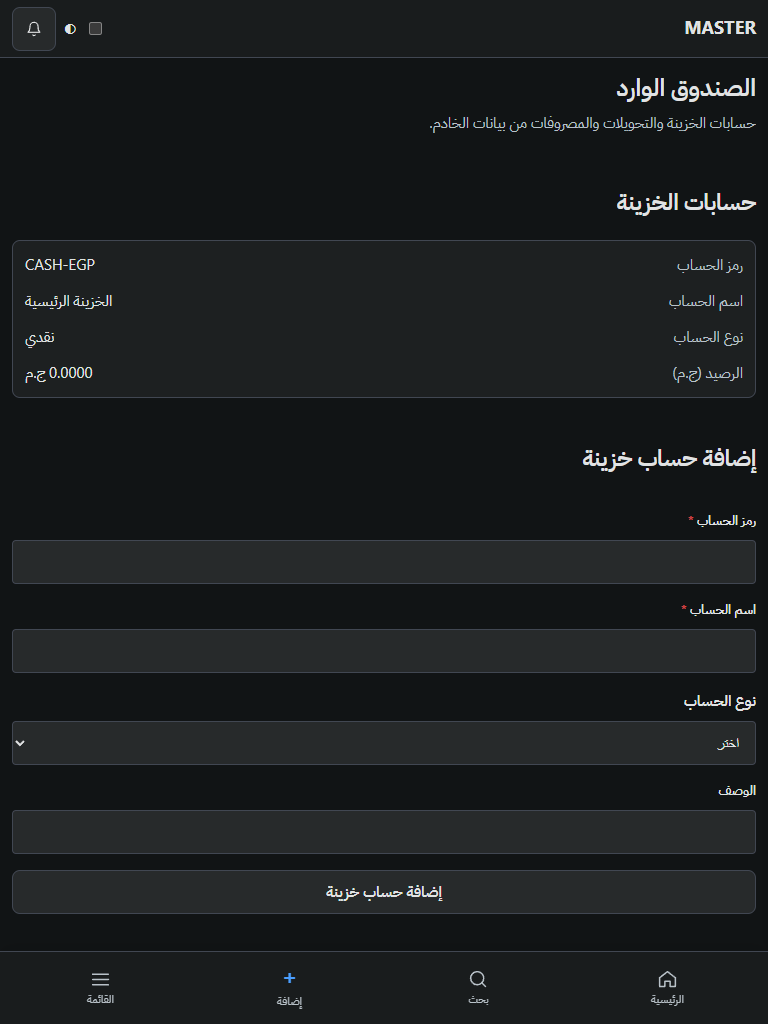 MASTER
الصندوق الوارد
حسابات الخزينة والتحويلات والمصروفات من بيانات الخادم.
حسابات الخزينة
رمز الحساب CASH-EGP
اسم الحساب الخزينة الرئيسية
نوع الحساب نقدي
الرصيد (ج.م) 0.0000 ج.م
إضافة حساب خزينة
رمز الحساب *
اسم الحساب *
نوع الحساب
اختر
الوصف
إضافة حساب خزينة
الرئيسية بحث إضافة القائمة